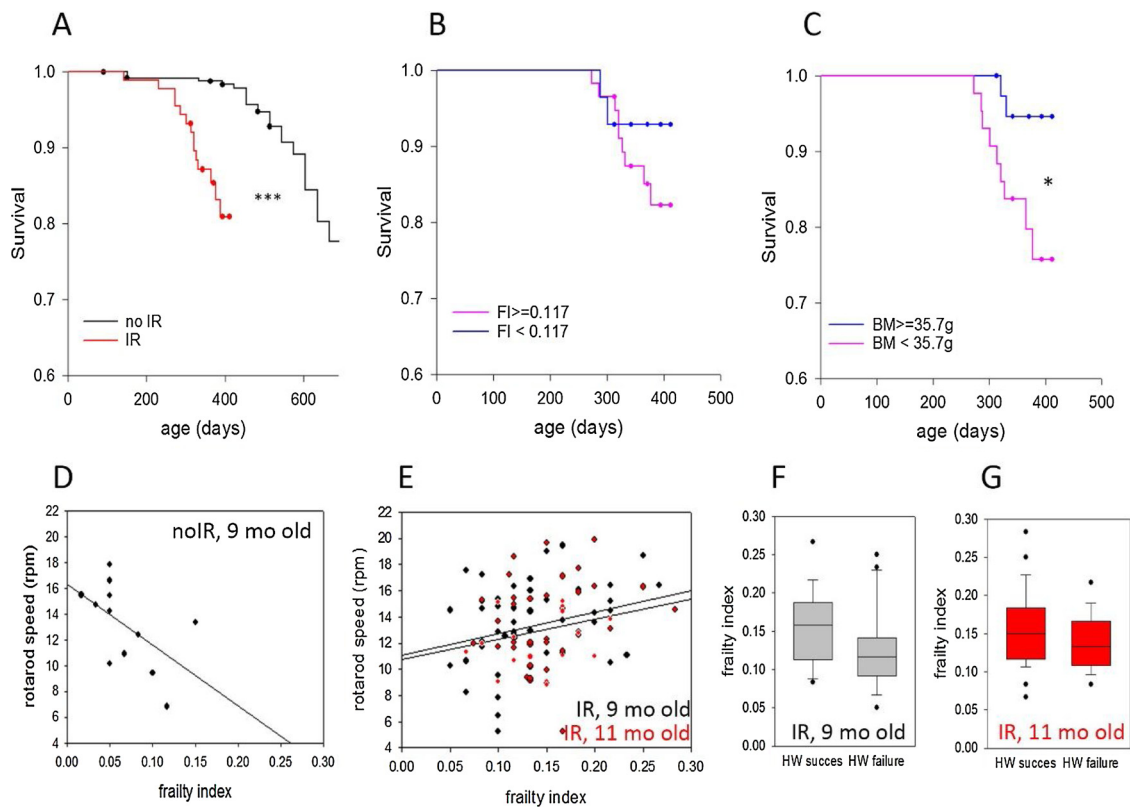 A
B
C
1.0
0.9
0.8
0.7
0.6
Survival
***
no IR
IR
0 200 400 600
age (days)
1.0
0.9
0.8
0.7
0.6
Survival
FI>=0.117
FI < 0.117
0 100 200 300 400 500
age (days)
1.0
0.9
0.8
0.7
0.6
Survival
*
BM>=35.7g
BM < 35.7g
0 100 200 300 400 500
age (days)
D
E
F
G
22
20
18
16
14
12
10
8
6
4
rotarod speed (rpm)
noIR, 9 mo old
0.00 0.05 0.10 0.15 0.20 0.25 0.30
frailty index
22
20
18
16
14
12
10
8
6
4
rotarod speed (rpm)
IR, 9 mo old
IR, 11 mo old
0.00 0.05 0.10 0.15 0.20 0.25 0.30
frailty index
0.30
0.25
0.20
0.15
0.10
0.05
0.00
frailty index
IR, 9 mo old
HW succes HW failure
0.30
0.25
0.20
0.15
0.10
0.05
0.00
frailty index
IR, 11 mo old
HW succes HW failure